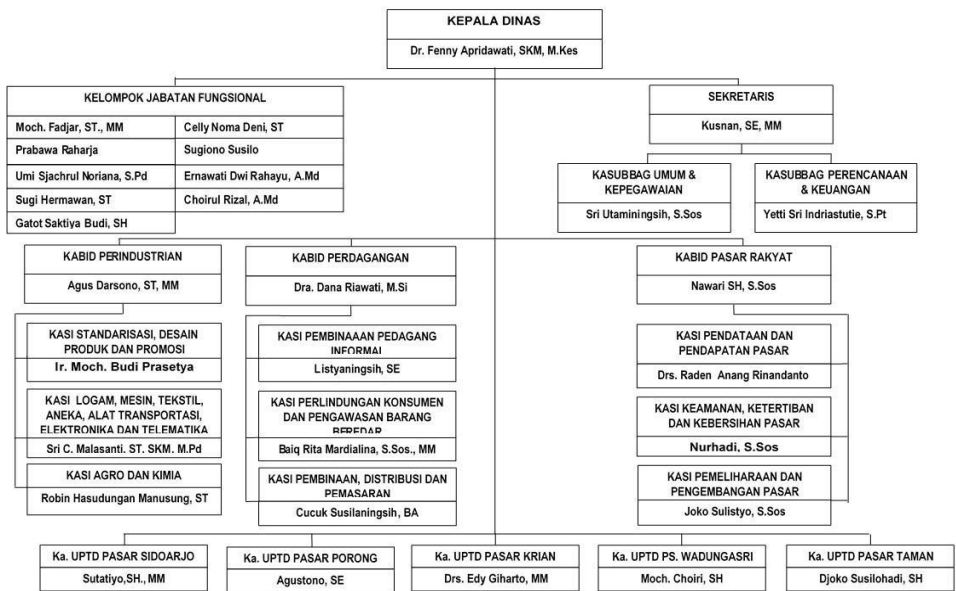 KEPALA DINAS
Dr. Fenny Apridawati, SKM, M.Kes
KELOMPOK JABATAN FUNGSIONAL
Moch. Fadjar, ST., MM
Celly Noma Deni, ST
Prabawa Raharja
Sugiono Susilo
Umi Sjachrul Noriana, S.Pd
Ernawati Dwi Rahayu, A.Md
Sugi Hermawan, ST
Choirul Rizal, A.Md
Gatot Saktiya Budi, SH
SEKRETARIS
Kusnan, SE, MM
KASUBBAG UMUM &
KEPEGAWAIAN
Sri Utaminingsih, S.Sos
KASUBBAG PERENCANAAN
& KEUANGAN
Yetti Sri Indriastutie, S.Pt
KABID PERINDUSTRIAN
Agus Darsono, ST, MM
KASI STANDARISASI, DESAIN
PRODUK DAN PROMOSI
Ir. Moch. Budi Prasetya
KASI LOGAM, MESIN, TEKSTIL,
ANEKA, ALAT TRANSPORTASI,
ELEKTRONIKA DAN TELEMATIKA
Sri C. Malasanti. ST. SKM. M.Pd
KASI AGRO DAN KIMIA
Robin Hasudungan Manusung, ST
KABID PERDAGANGAN
Dra. Dana Riawati, M.Si
KASI PEMBINAAAN PEDAGANG
INFORMAL
Listyaningsih, SE
KASI PERLINDUNGAN KONSUMEN
DAN PENGAWASAN BARANG
BEREDAR
Baiq Rita Mardialina, S.Sos., MM
KASI PEMBINAAN, DISTRIBUSI DAN
PEMASARAN
Cucuk Susilaningsih, BA
KABID PASAR RAKYAT
Nawari SH, S.Sos
KASI PENDATAAN DAN
PENDAPATAN PASAR
Drs. Raden Anang Rinandanto
KASI KEAMANAN, KETERTIBAN
DAN KEBERSIHAN PASAR
Nurhadi, S.Sos
KASI PEMELIHARAAN DAN
PENGEMBANGAN PASAR
Joko Sulistyo, S.Sos
Ka. UPTD PASAR SIDOARJO
Sutatiyo,SH., MM
Ka. UPTD PASAR PORONG
Agustono, SE
Ka. UPTD PASAR KRIAN
Drs. Edy Giharto, MM
Ka. UPTD PS. WADUNGASRI
Moch. Choiri, SH
Ka. UPTD PASAR TAMAN
Djoko Susilohadi, SH